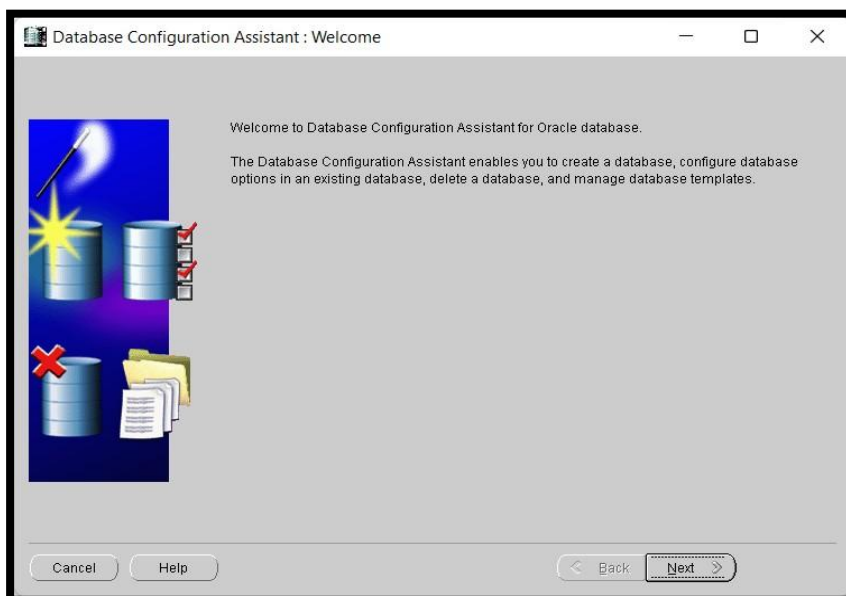 Database Configuration Assistant : Welcome
Welcome to Database Configuration Assistant for Oracle database.
The Database Configuration Assistant enables you to create a database, configure database
options in an existing database, delete a database, and manage database templates.
Cancel Help Back Next